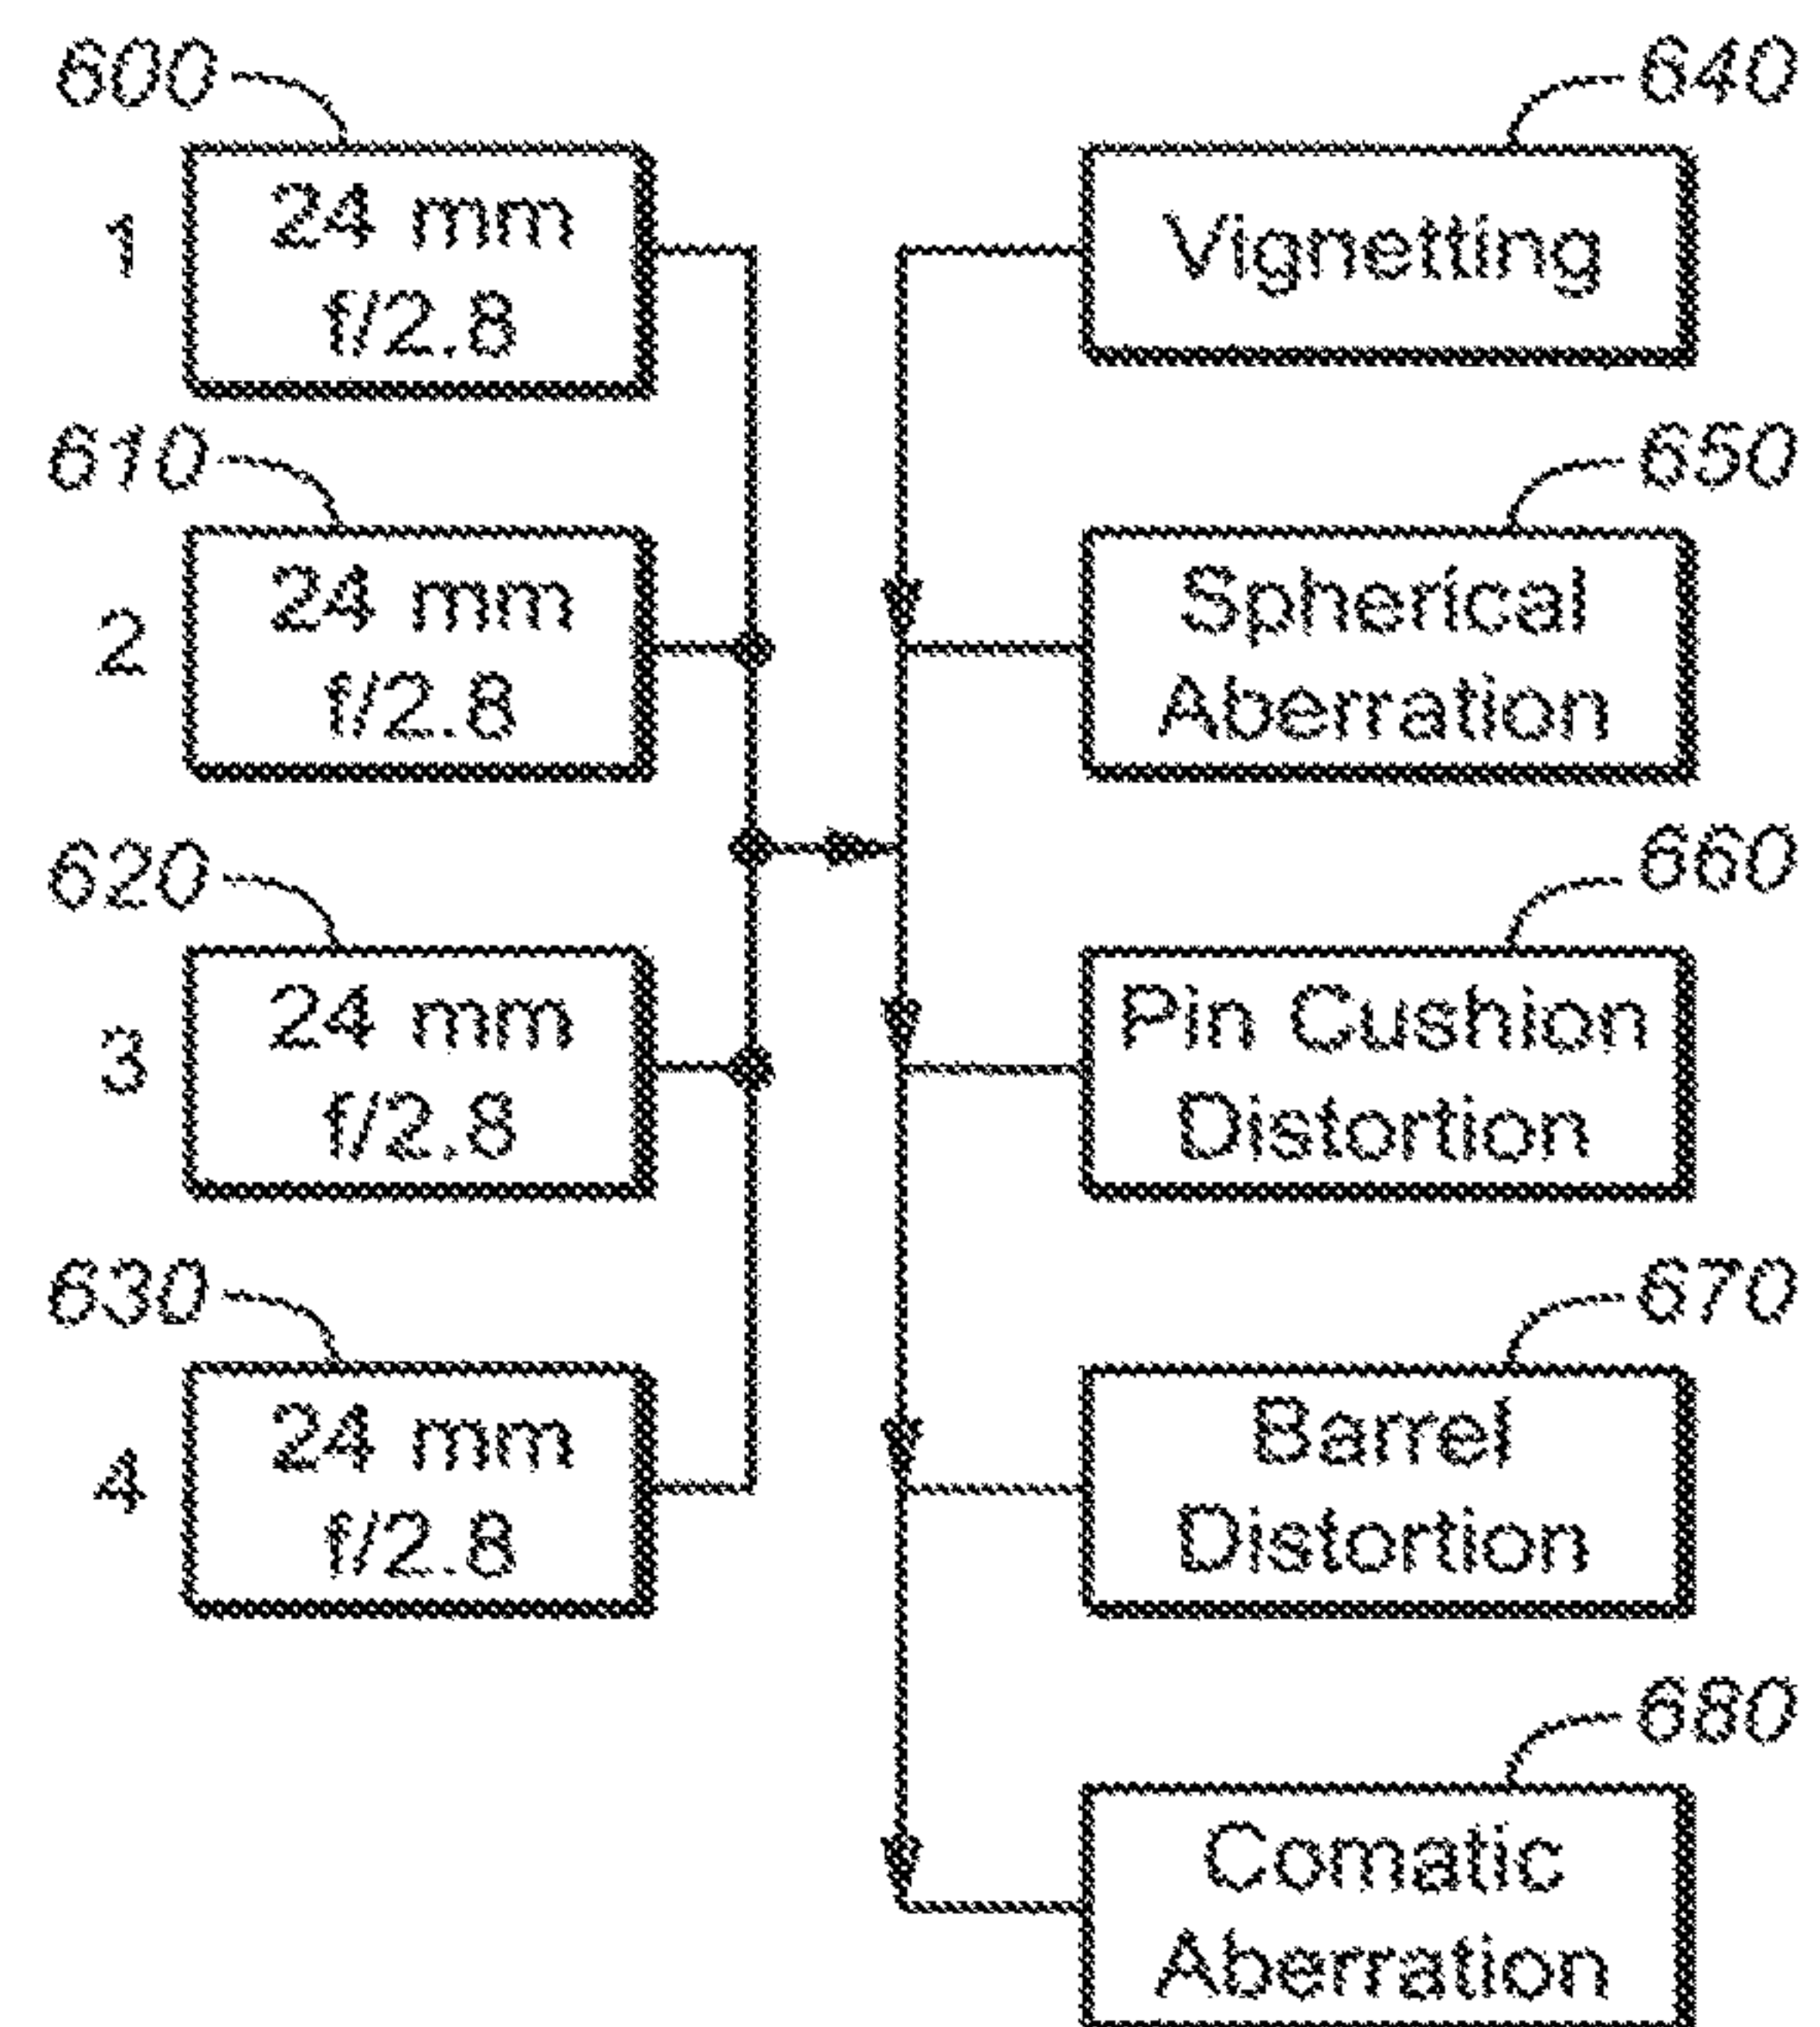 600
640
1
24 mm
f/2.8
Vignetting
610
650
2
24 mm
f/2.8
Spherical
Aberration
620
660
3
24 mm
f/2.8
Pin Cushion
Distortion
630
670
4
24 mm
f/2.8
Barrel
Distortion
680
Comatic
Aberration